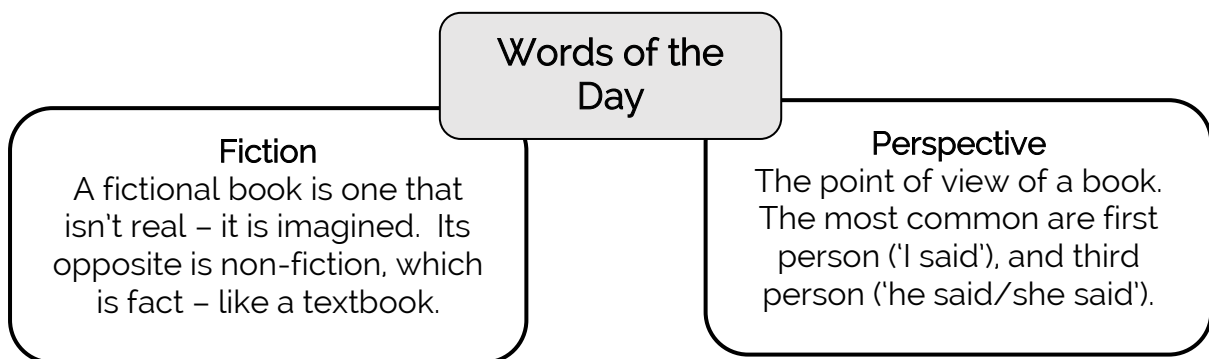 Words of the
Day
Fiction
A fictional book is one that
isn't real – it is imagined.  Its
opposite is non-fiction, which
is fact – like a textbook.
Perspective
The point of view of a book.
The most common are first
person (‘I said’), and third
person (‘he said/she said’).